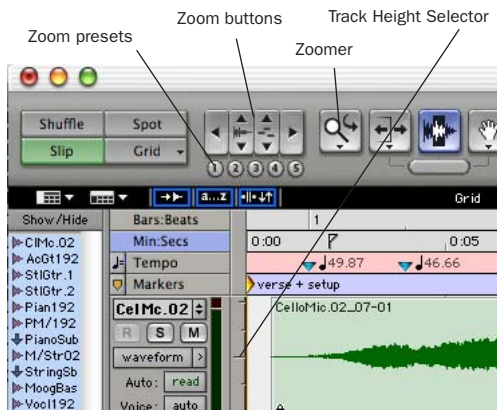 Zoom presets
Zoom buttons
Track Height Selector
Zoomer
Shuffle
Spot
Slip
Grid
1 2 3 4 5
a...z
Grid
Show/Hide
Bars:Beats
1
Min:Secs
0:00
0:05
Tempo
49.87
46.66
Markers
verse + setup
ClMc.02
AcGt192
StlGtr.1
StlGtr.2
Pian192
PM/192
PianoSub
M/Str02
StringSb
MoogBas
Vocl192
CelMc.02
R S M
waveform
Auto: read
Voice: auto
CelloMic.02_07-01